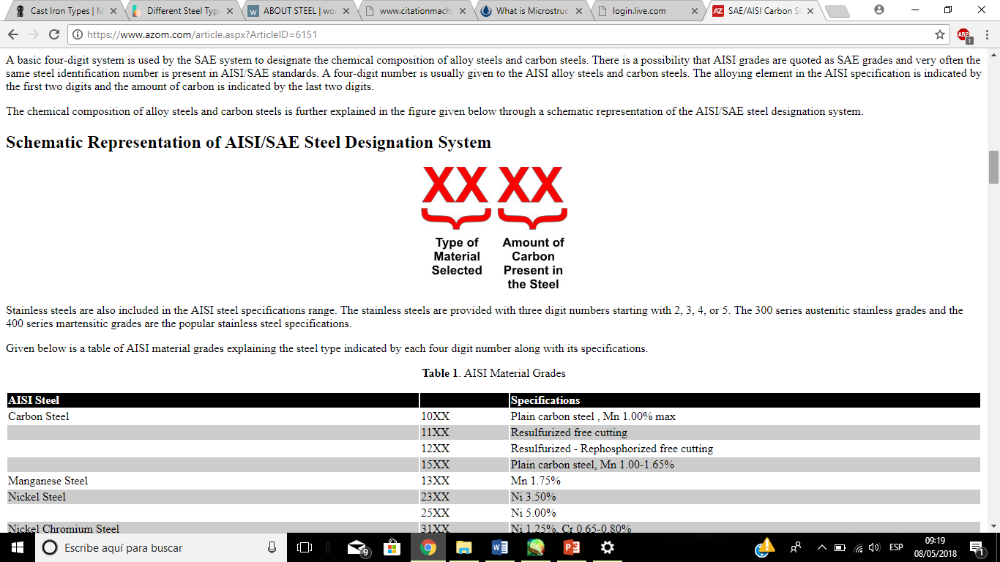 Cast Iron Types | M
Different Steel Type
ABOUT STEEL | wor
www.citationmachi
What is Microstruc
login.live.com
SAE/AISI Carbon St
https://www.azom.com/article.aspx?ArticleID=6151
ABP
1
A basic four-digit system is used by the SAE system to designate the chemical composition of alloy steels and carbon steels. There is a possibility that AISI grades are quoted as SAE grades and very often the
same steel identification number is present in AISI/SAE standards. A four-digit number is usually given to the AISI alloy steels and carbon steels. The alloying element in the AISI specification is indicated by
the first two digits and the amount of carbon is indicated by the last two digits.
The chemical composition of alloy steels and carbon steels is further explained in the figure given below through a schematic representation of the AISI/SAE steel designation system.
Schematic Representation of AISI/SAE Steel Designation System
XX XX
Type of
Material
Selected
Amount of
Carbon
Present in
the Steel
Stainless steels are also included in the AISI steel specifications range. The stainless steels are provided with three digit numbers starting with 2, 3, 4, or 5. The 300 series austenitic stainless grades and the
400 series martensitic grades are the popular stainless steel specifications.
Given below is a table of AISI material grades explaining the steel type indicated by each four digit number along with its specifications.
Table 1. AISI Material Grades
AISI Steel Specifications
Carbon Steel 10XX Plain carbon steel , Mn 1.00% max
11XX Resulfurized free cutting
12XX Resulfurized - Rephosphorized free cutting
15XX Plain carbon steel, Mn 1.00-1.65%
Manganese Steel 13XX Mn 1.75%
Nickel Steel 23XX Ni 3.50%
25XX Ni 5.00%
Nickel Chromium Steel 31XX Ni 1.25%, Cr 0.65-0.80%
Escribe aquí para buscar
9
ESP
09:19
08/05/2018
1